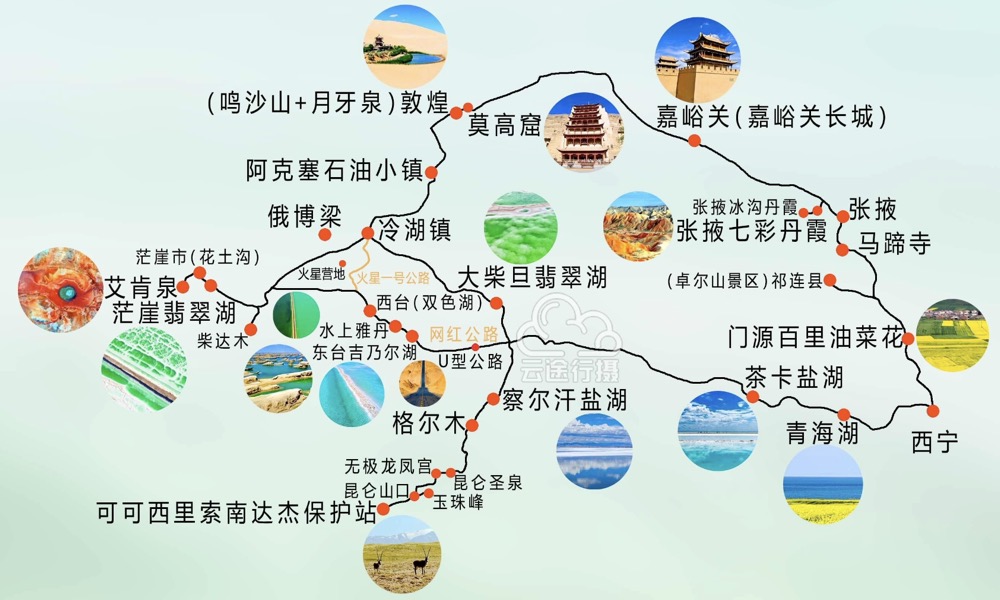 (鸣沙山+月牙泉)敦煌
莫高窟
嘉峪关(嘉峪关长城)
阿克塞石油小镇
俄博梁
冷湖镇
张掖冰沟丹霞
张掖
张掖七彩丹霞
马蹄寺
茫崖市(花土沟)
火星营地
火星一号公路
大柴旦翡翠湖
(卓尔山景区)祁连县
艾肯泉
茫崖翡翠湖
西台(双色湖)
柴达木
水上雅丹
网红公路
云途行摄
门源百里油菜花
东台吉乃尔湖
U型公路
茶卡盐湖
察尔汗盐湖
格尔木
青海湖
西宁
无极龙凤宫
昆仑圣泉
昆仑山口
玉珠峰
可可西里索南达杰保护站